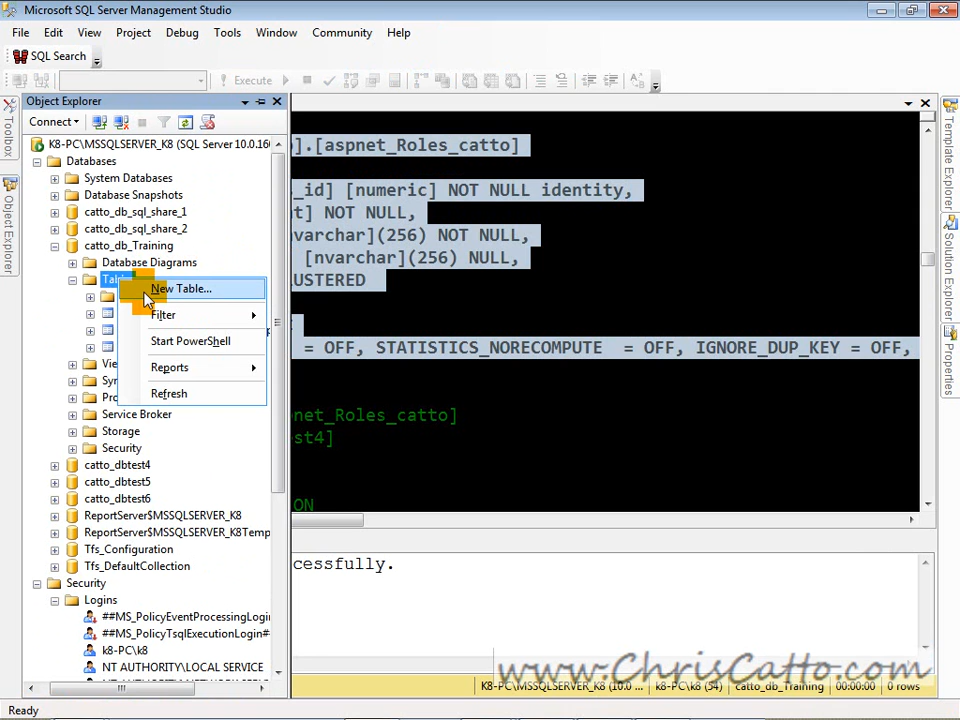 Microsoft SQL Server Management Studio
File Edit View Project Debug Tools Window Community Help
SQL Search
Execute
Object Explorer
Connect
K8-PC\MSSQLSERVER_K8 (SQL Server 10.0.16
Databases
System Databases
Database Snapshots
catto_db_sql_share_1
catto_db_sql_share_2
catto_db_Training
Database Diagrams
New Table...
Filter
Start PowerShell
Reports
Refresh
Service Broker
Storage
Security
catto_dbtest4
catto_dbtest5
catto_dbtest6
ReportServer$MSSQLSERVER_K8
ReportServer$MSSQLSERVER_K8Temp
Tfs_Configuration
Tfs_DefaultCollection
Security
Logins
##MS_PolicyEventProcessingLogi
##MS_PolicyTsqlExecutionLogin#
k8-PC\k8
NT AUTHORITY\LOCAL SERVICE
].[aspnet_Roles_catto]
_id] [numeric] NOT NULL identity,
t] NOT NULL,
nvarchar](256) NOT NULL,
[nvarchar](256) NULL,
USTERED
= OFF, STATISTICS_NORECOMPUTE = OFF, IGNORE_DUP_KEY = OFF,
net_Roles_catto]
st4]
ON
cessfully.
www.ChrisCatto.com
K8-PC\MSSQLSERVER_K8 (10.0 ... k8-PC\k8 (54) catto_db_Training 00:00:00 0 rows
Ready
Toolbox
Object Explorer
Template Explorer
Solution Explorer
Properties